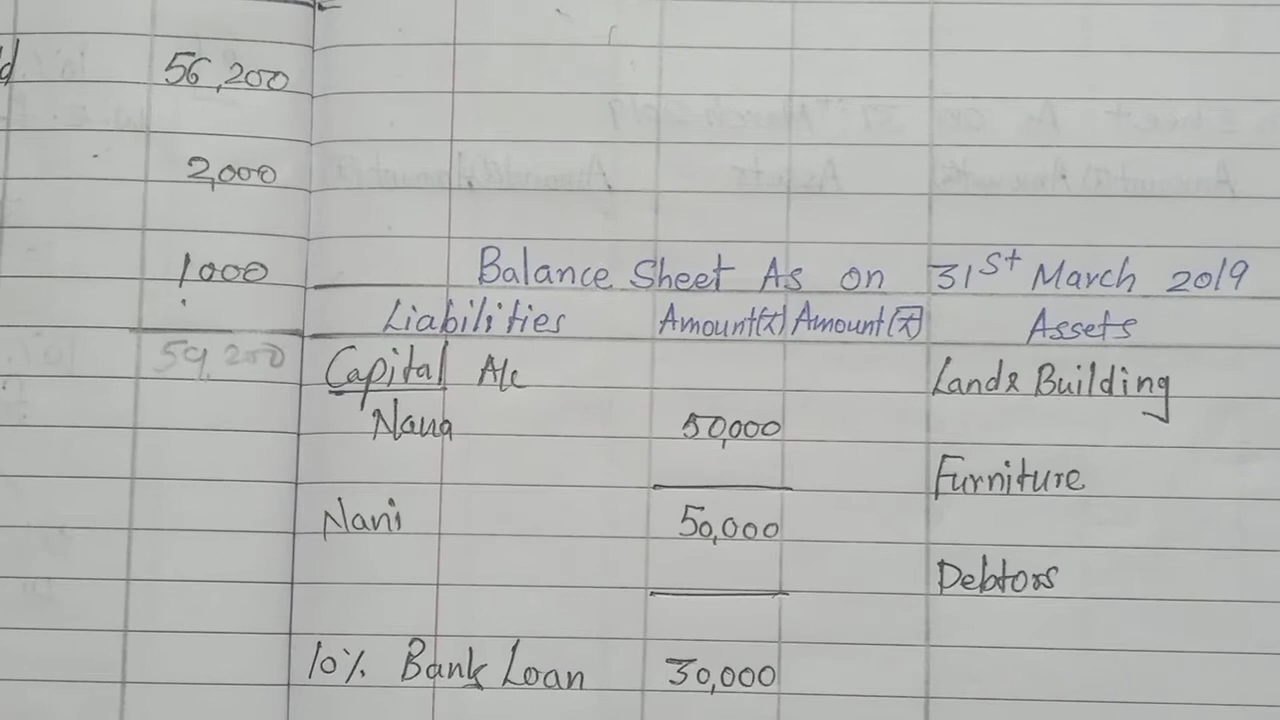 d 56,200
2,000
1000
59,200
Balance Sheet As on 31st March 2019
Liabilities Amount(₹) Amount(₹) Assets
Capital A/c Land & Building
Nana 50,000
Furniture
Nani 50,000
Debtors
10% Bank Loan 30,000